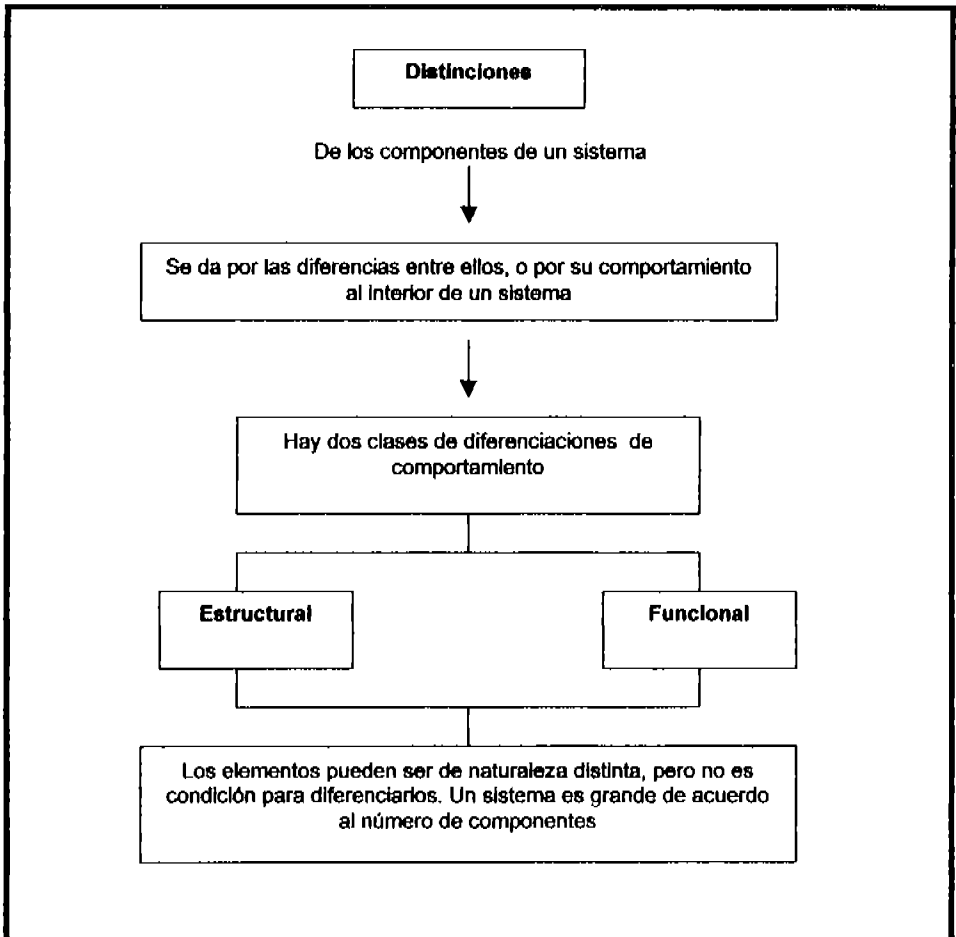 Distinciones
De los componentes de un sistema
Se da por las diferencias entre ellos, o por su comportamiento
al interior de un sistema
Hay dos clases de diferenciaciones de
comportamiento
Estructural
Funcional
Los elementos pueden ser de naturaleza distinta, pero no es
condición para diferenciarlos. Un sistema es grande de acuerdo
al número de componentes